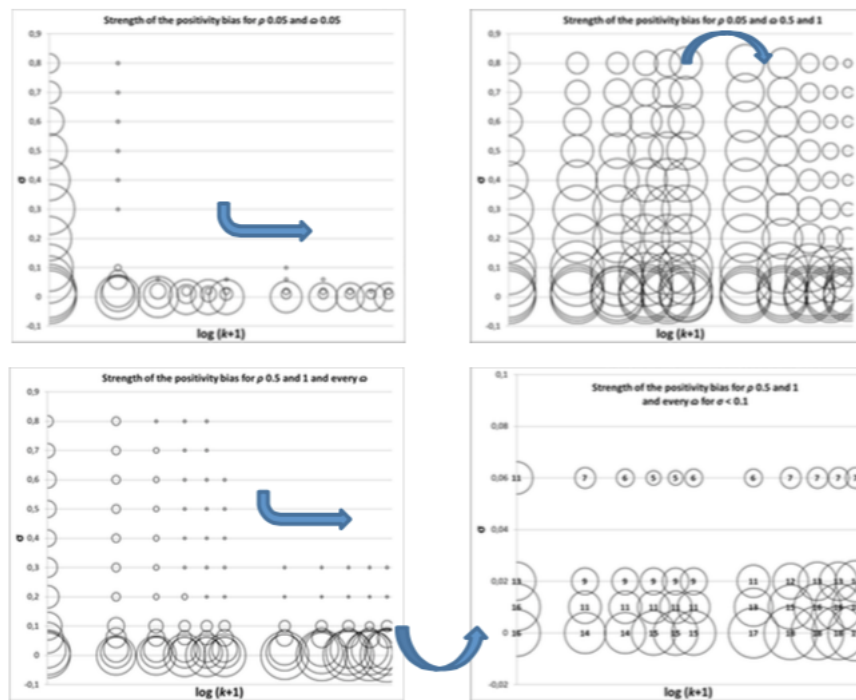 Strength of the positivity bias for ρ 0.05 and ω 0.05
0,9
0,8
0,7
0,6
0,5
0,4
0,3
0,2
0,1
0
-0,1
σ
log (k+1)
Strength of the positivity bias for ρ 0.05 and ω 0.5 and 1
0,9
0,8
0,7
0,6
0,5
0,4
0,3
0,2
0,1
0
-0,1
σ
log (k+1)
Strength of the positivity bias for ρ 0.5 and 1 and every ω
0,9
0,8
0,7
0,6
0,5
0,4
0,3
0,2
0,1
0
-0,1
σ
log (k+1)
Strength of the positivity bias for ρ 0.5 and 1
and every ω for σ < 0.1
0,1
0,08
0,06
0,04
0,02
0
-0,02
σ
11 7 6 5 5 6 6 7 7 7
13 9 9 9 9 9 11 12 13 13
16 11 11 11 11 11 13 15
16 14 14 15 15 15 17 18 18
log (k+1)